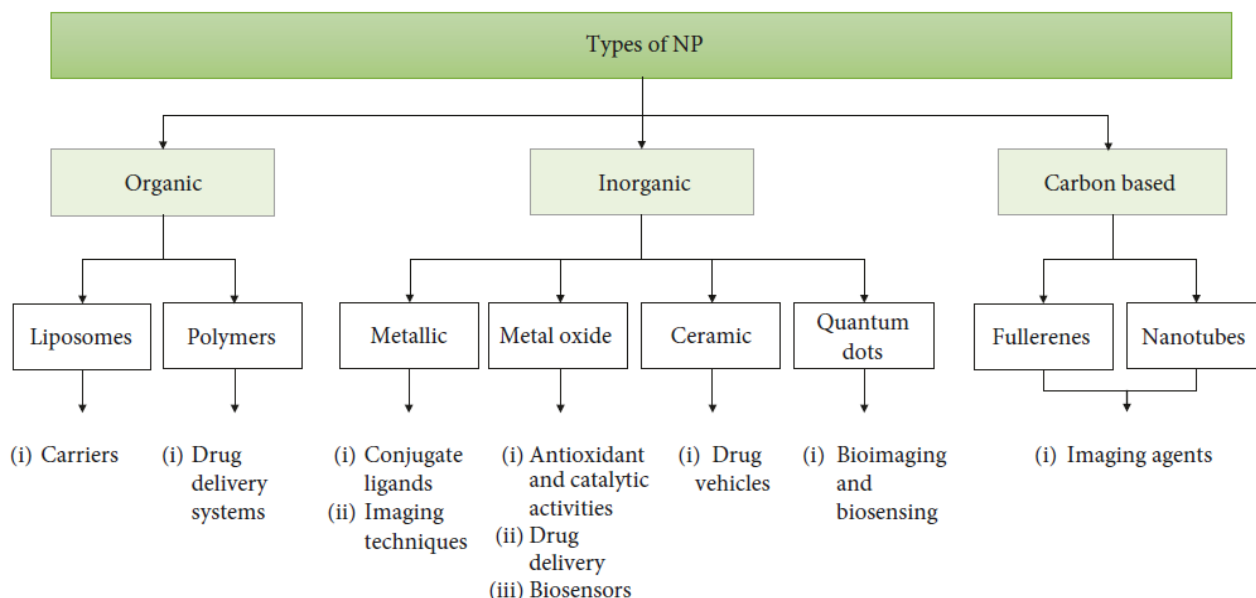 Types of NP
Organic
Inorganic
Carbon based
Liposomes
Polymers
Metallic
Metal oxide
Ceramic
Quantum
dots
Fullerenes
Nanotubes
(i) Carriers
(i) Drug
delivery
systems
(i) Conjugate
ligands
(ii) Imaging
techniques
(i) Antioxidant
and catalytic
activities
(ii) Drug
delivery
(iii) Biosensors
(i) Drug
vehicles
(i) Bioimaging
and
biosensing
(i) Imaging agents